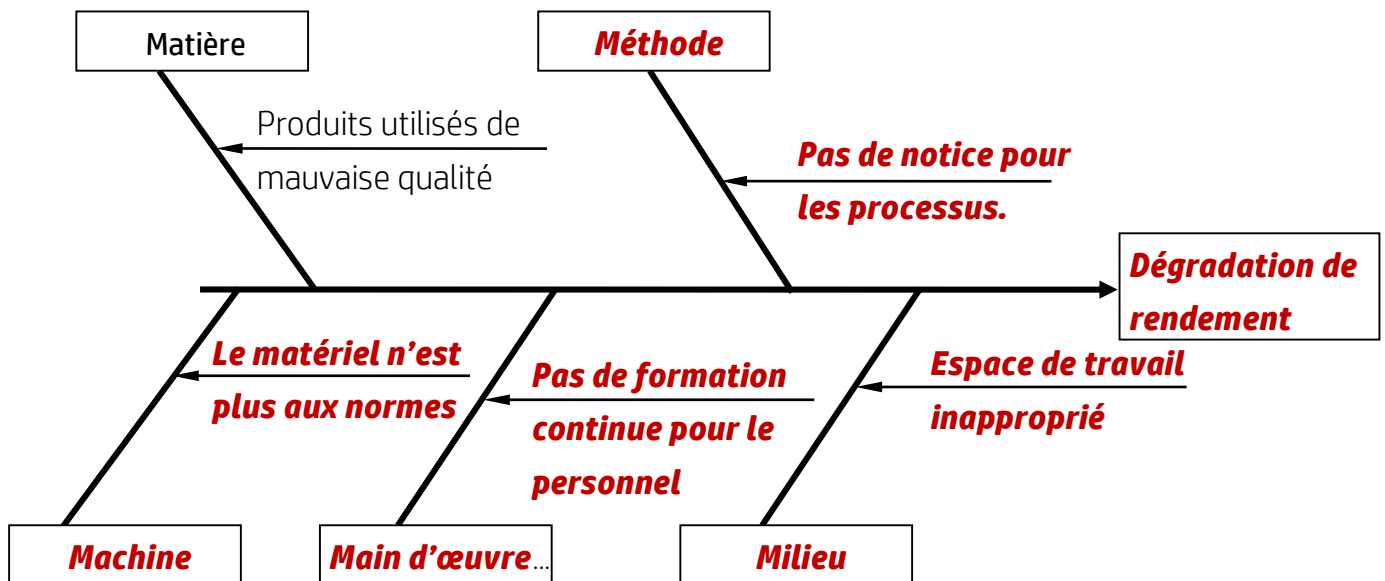 Matière
Méthode
Produits utilisés de
mauvaise qualité
Pas de notice pour
les processus.
Dégradation de
rendement
Le matériel n’est
plus aux normes
Pas de formation
continue pour le
personnel
Espace de travail
inapproprié
Machine
Main d’œuvre...
Milieu